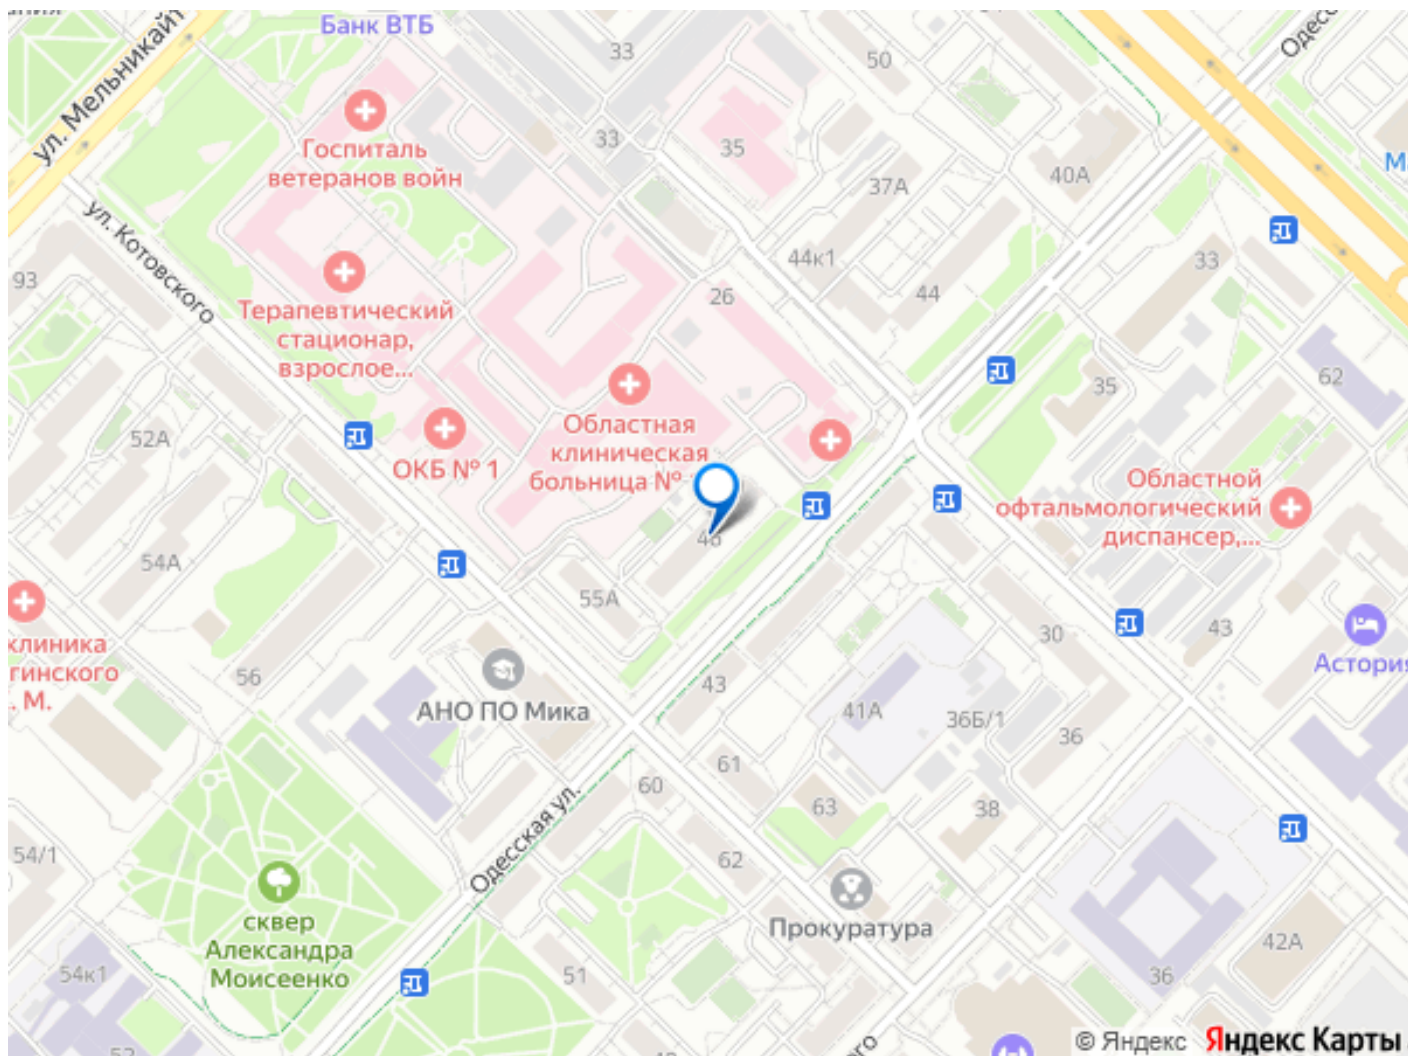 Банк ВТБ
33
50
Одесс
ул. Мельникайт
Госпиталь
ветеранов войн
33
35
37А
40А
ул. Котовского
93
Терапевтический
стационар,
взрослое...
44к1
26
44
33
62
35
52А
ОКБ № 1
Областная
клиническая
больница №
Областной
офтальмологический
диспансер,...
54А
55А
46
30
43
клиника
гинского
. М.
56
АНО ПО Мика
43
41А
36Б/1
36
Астория
61
60
63
38
Одесская ул.
54/1
62
сквер
Александра
Моисеенко
Прокуратура
42А
54к1
51
36
© Яндекс
Яндекс Карты